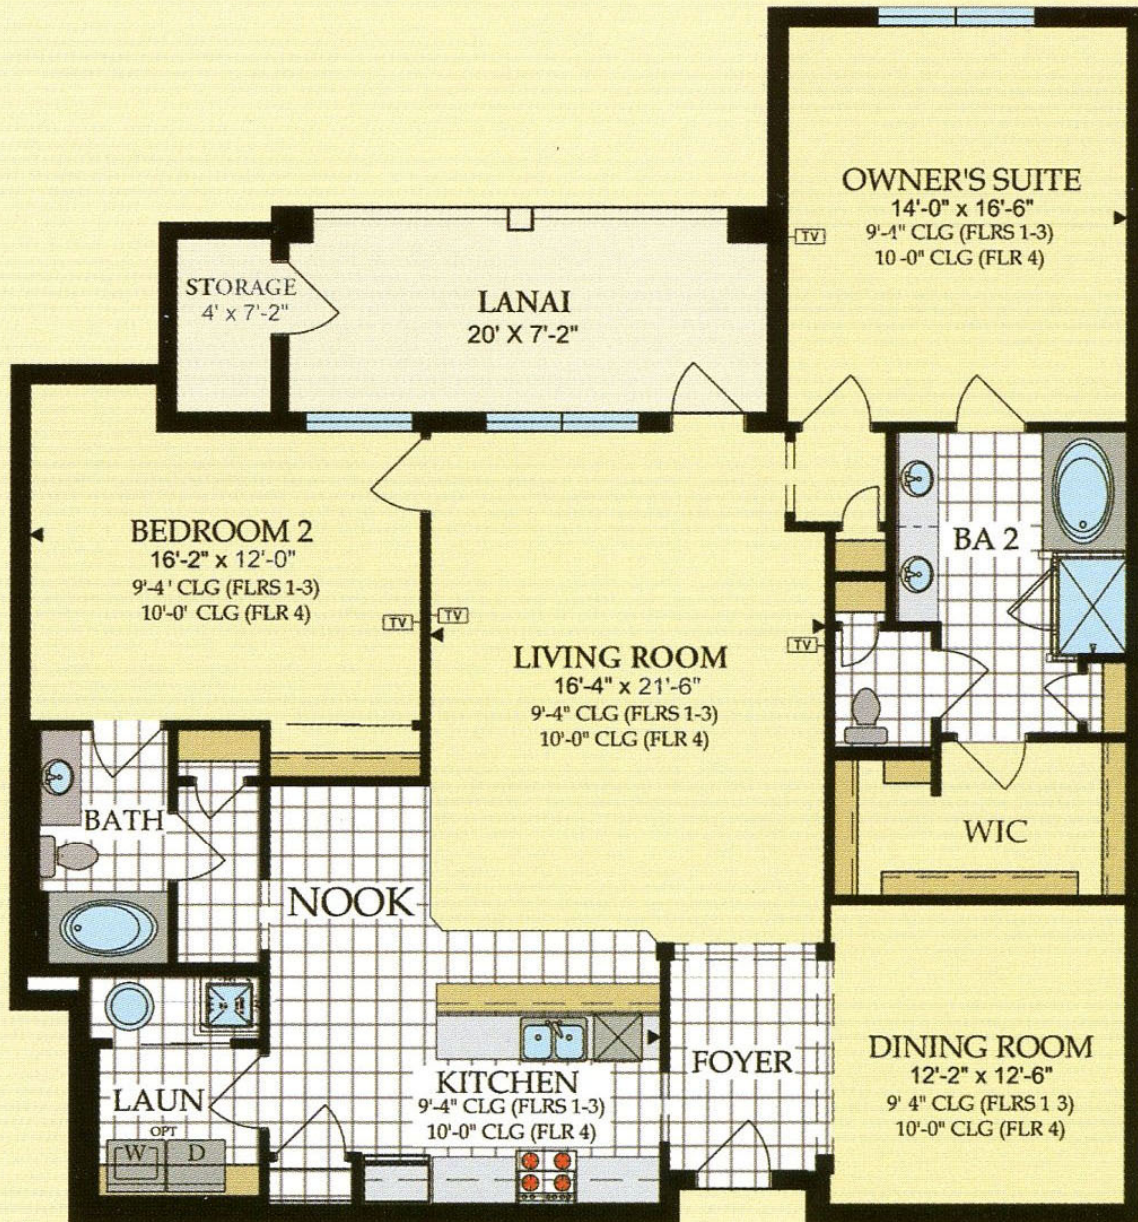 OWNER'S SUITE
14'-0" x 16'-6"
9'-4" CLG (FLRS 1-3)
10-0" CLG (FLR 4)
TV
STORAGE
4' x 7'-2"
LANAI
20' X 7'-2"
BEDROOM 2
16'-2" x 12'-0"
9'-4' CLG (FLRS 1-3)
10'-0' CLG (FLR 4)
TV
TV
LIVING ROOM
16'-4" x 21'-6"
9'-4" CLG (FLRS 1-3)
10'-0" CLG (FLR 4)
TV
BA 2
BATH
NOOK
WIC
LAUN
OPT
W
D
KITCHEN
9'-4" CLG (FLRS 1-3)
10'-0" CLG (FLR 4)
FOYER
DINING ROOM
12'-2" x 12'-6"
9' 4" CLG (FLRS 1 3)
10'-0" CLG (FLR 4)